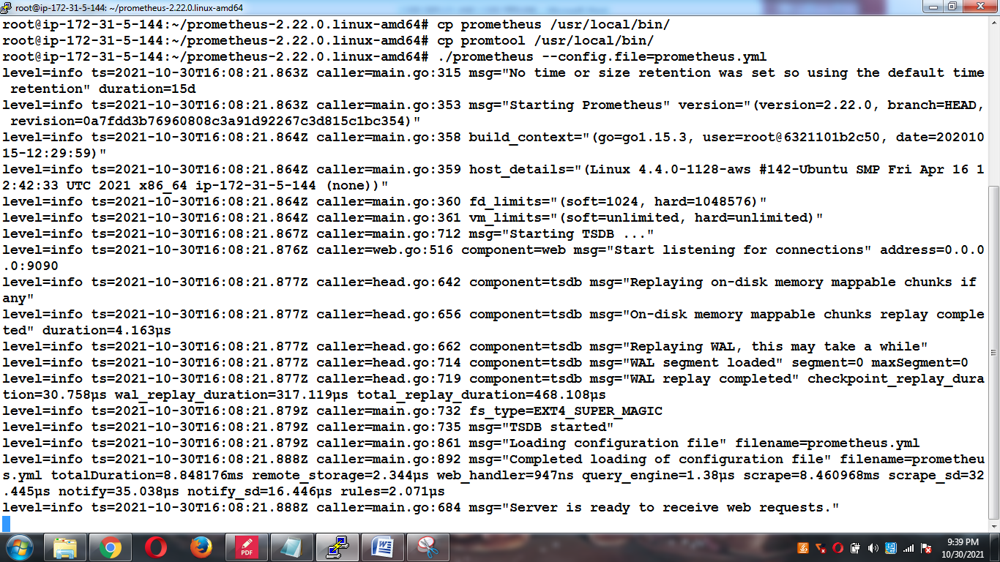 root@ip-172-31-5-144: ~/prometheus-2.22.0.linux-amd64
root@ip-172-31-5-144:~/prometheus-2.22.0.linux-amd64# cp prometheus /usr/local/bin/
root@ip-172-31-5-144:~/prometheus-2.22.0.linux-amd64# cp promtool /usr/local/bin/
root@ip-172-31-5-144:~/prometheus-2.22.0.linux-amd64# ./prometheus --config.file=prometheus.yml
level=info ts=2021-10-30T16:08:21.863Z caller=main.go:315 msg="No time or size retention was set so using the default time
 retention" duration=15d
level=info ts=2021-10-30T16:08:21.863Z caller=main.go:353 msg="Starting Prometheus" version="(version=2.22.0, branch=HEAD,
 revision=0a7fdd3b76960808c3a91d92267c3d815c1bc354)"
level=info ts=2021-10-30T16:08:21.864Z caller=main.go:358 build_context="(go=go1.15.3, user=root@6321101b2c50, date=202010
15-12:29:59)"
level=info ts=2021-10-30T16:08:21.864Z caller=main.go:359 host_details="(Linux 4.4.0-1128-aws #142-Ubuntu SMP Fri Apr 16 1
2:42:33 UTC 2021 x86_64 ip-172-31-5-144 (none))"
level=info ts=2021-10-30T16:08:21.864Z caller=main.go:360 fd_limits="(soft=1024, hard=1048576)"
level=info ts=2021-10-30T16:08:21.864Z caller=main.go:361 vm_limits="(soft=unlimited, hard=unlimited)"
level=info ts=2021-10-30T16:08:21.867Z caller=main.go:712 msg="Starting TSDB ..."
level=info ts=2021-10-30T16:08:21.876Z caller=web.go:516 component=web msg="Start listening for connections" address=0.0.0
.0:9090
level=info ts=2021-10-30T16:08:21.877Z caller=head.go:642 component=tsdb msg="Replaying on-disk memory mappable chunks if
any"
level=info ts=2021-10-30T16:08:21.877Z caller=head.go:656 component=tsdb msg="On-disk memory mappable chunks replay comple
ted" duration=4.163µs
level=info ts=2021-10-30T16:08:21.877Z caller=head.go:662 component=tsdb msg="Replaying WAL, this may take a while"
level=info ts=2021-10-30T16:08:21.877Z caller=head.go:714 component=tsdb msg="WAL segment loaded" segment=0 maxSegment=0
level=info ts=2021-10-30T16:08:21.877Z caller=head.go:719 component=tsdb msg="WAL replay completed" checkpoint_replay_dura
tion=30.758µs wal_replay_duration=317.119µs total_replay_duration=468.108µs
level=info ts=2021-10-30T16:08:21.879Z caller=main.go:732 fs_type=EXT4_SUPER_MAGIC
level=info ts=2021-10-30T16:08:21.879Z caller=main.go:735 msg="TSDB started"
level=info ts=2021-10-30T16:08:21.879Z caller=main.go:861 msg="Loading configuration file" filename=prometheus.yml
level=info ts=2021-10-30T16:08:21.888Z caller=main.go:892 msg="Completed loading of configuration file" filename=prometheu
s.yml totalDuration=8.848176ms remote_storage=2.344µs web_handler=947ns query_engine=1.38µs scrape=8.460968ms scrape_sd=32
.445µs notify=35.038µs notify_sd=16.446µs rules=2.071µs
level=info ts=2021-10-30T16:08:21.888Z caller=main.go:684 msg="Server is ready to receive web requests."
PDF
9:39 PM
10/30/2021